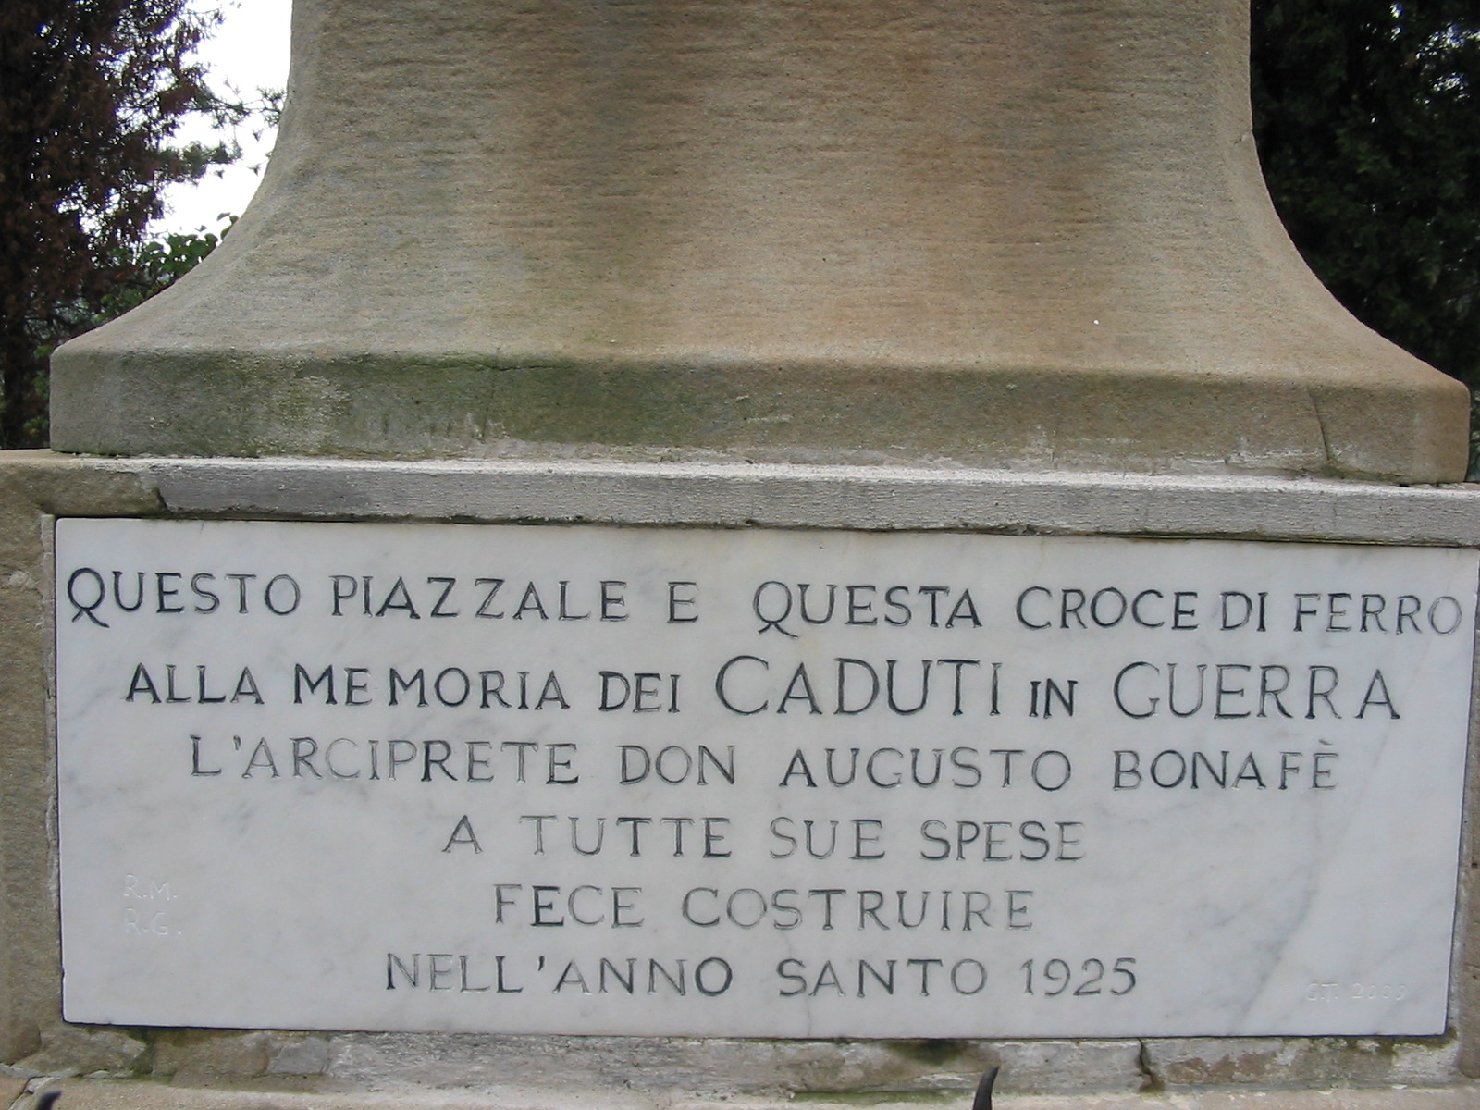 QUESTO PIAZZALE E QUESTA CROCE DI FERRO
ALLA MEMORIA DEI CADUTI IN GUERRA
L'ARCIPRETE DON AUGUSTO BONAFÈ
A TUTTE SUE SPESE
FECE COSTRUIRE
NELL'ANNO SANTO 1925
R.M.
R.G.